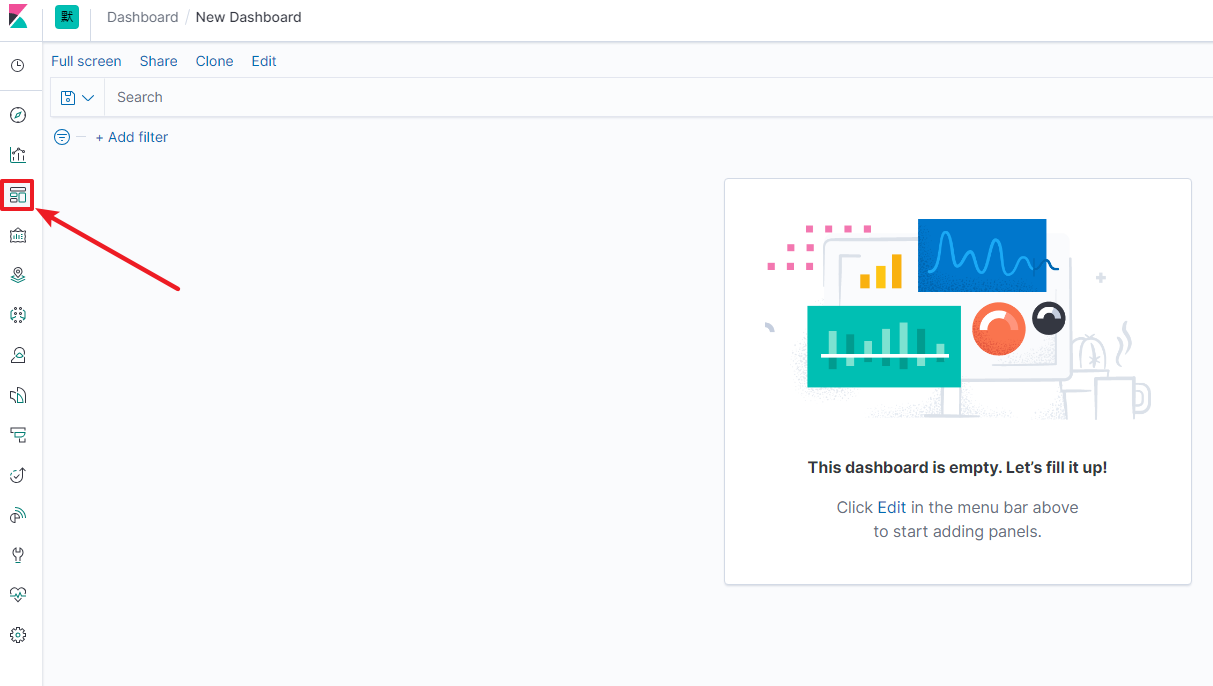 默 Dashboard / New Dashboard
Full screen Share Clone Edit
Search
+ Add filter
This dashboard is empty. Let’s fill it up!
Click Edit in the menu bar above
to start adding panels.